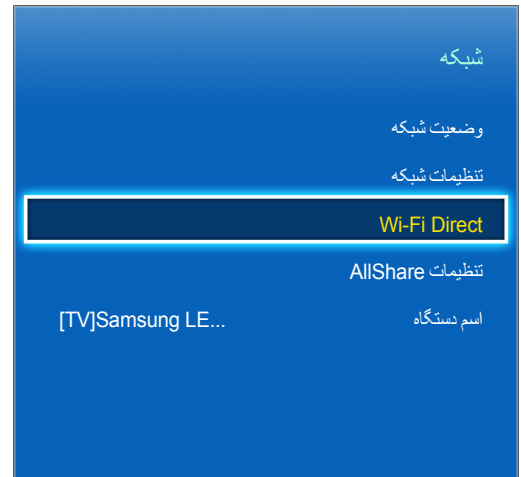 شبکه
وضعیت شبکه
تنظیمات شبکه
Wi-Fi Direct
تنظیمات AllShare
اسم دستگاه [TV]Samsung LE...